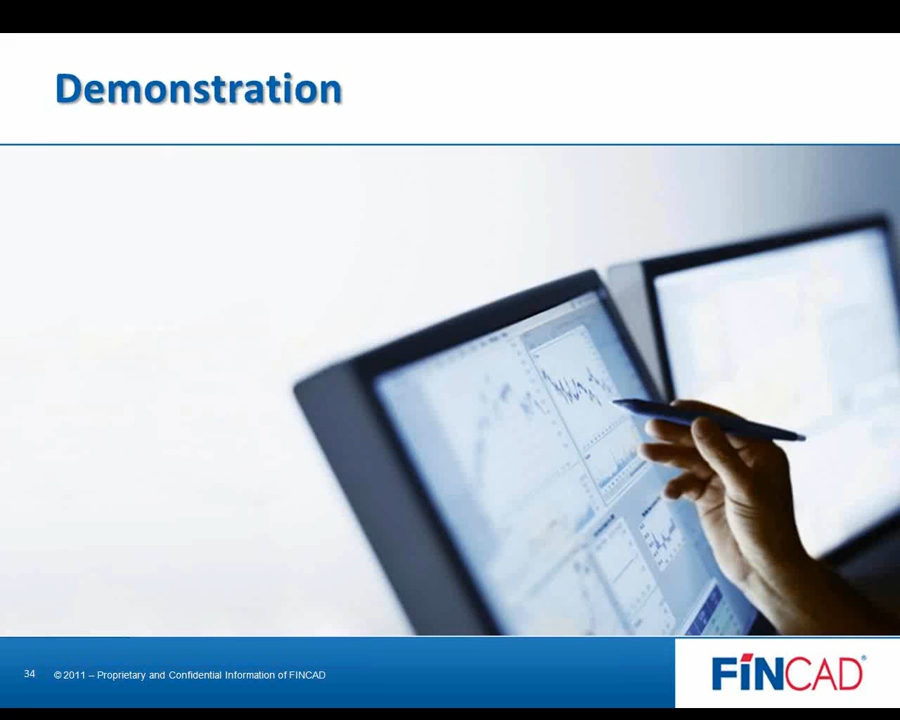 Demonstration
34 © 2011 – Proprietary and Confidential Information of FINCAD
FINCAD®